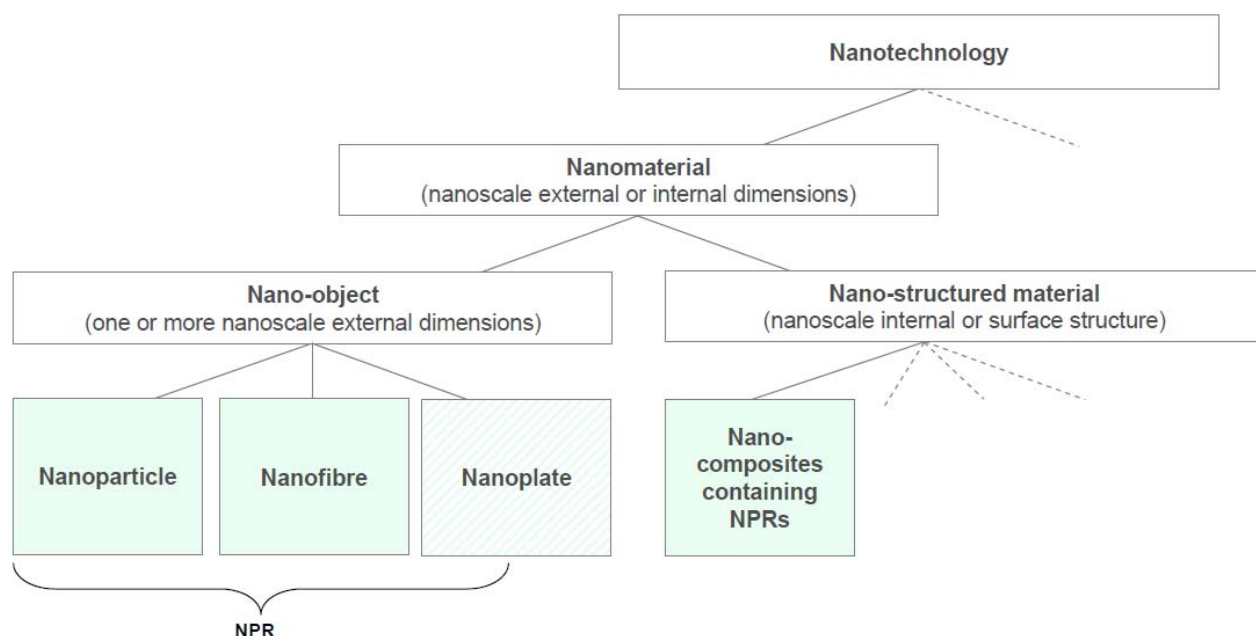 Nanotechnology
Nanomaterial
(nanoscale external or internal dimensions)
Nano-object
(one or more nanoscale external dimensions)
Nano-structured material
(nanoscale internal or surface structure)
Nanoparticle
Nanofibre
Nanoplate
Nano-
composites
containing
NPRs
NPR